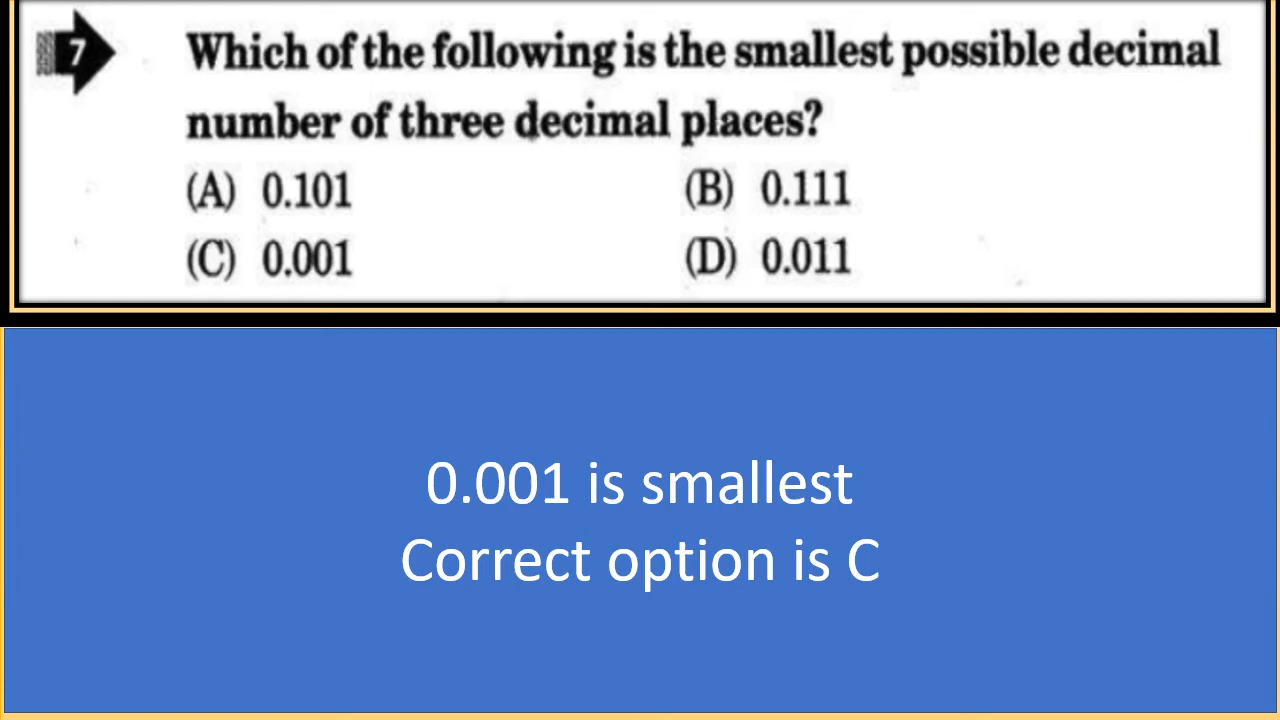 7 Which of the following is the smallest possible decimal
number of three decimal places?
(A) 0.101 (B) 0.111
(C) 0.001 (D) 0.011
0.001 is smallest
Correct option is C